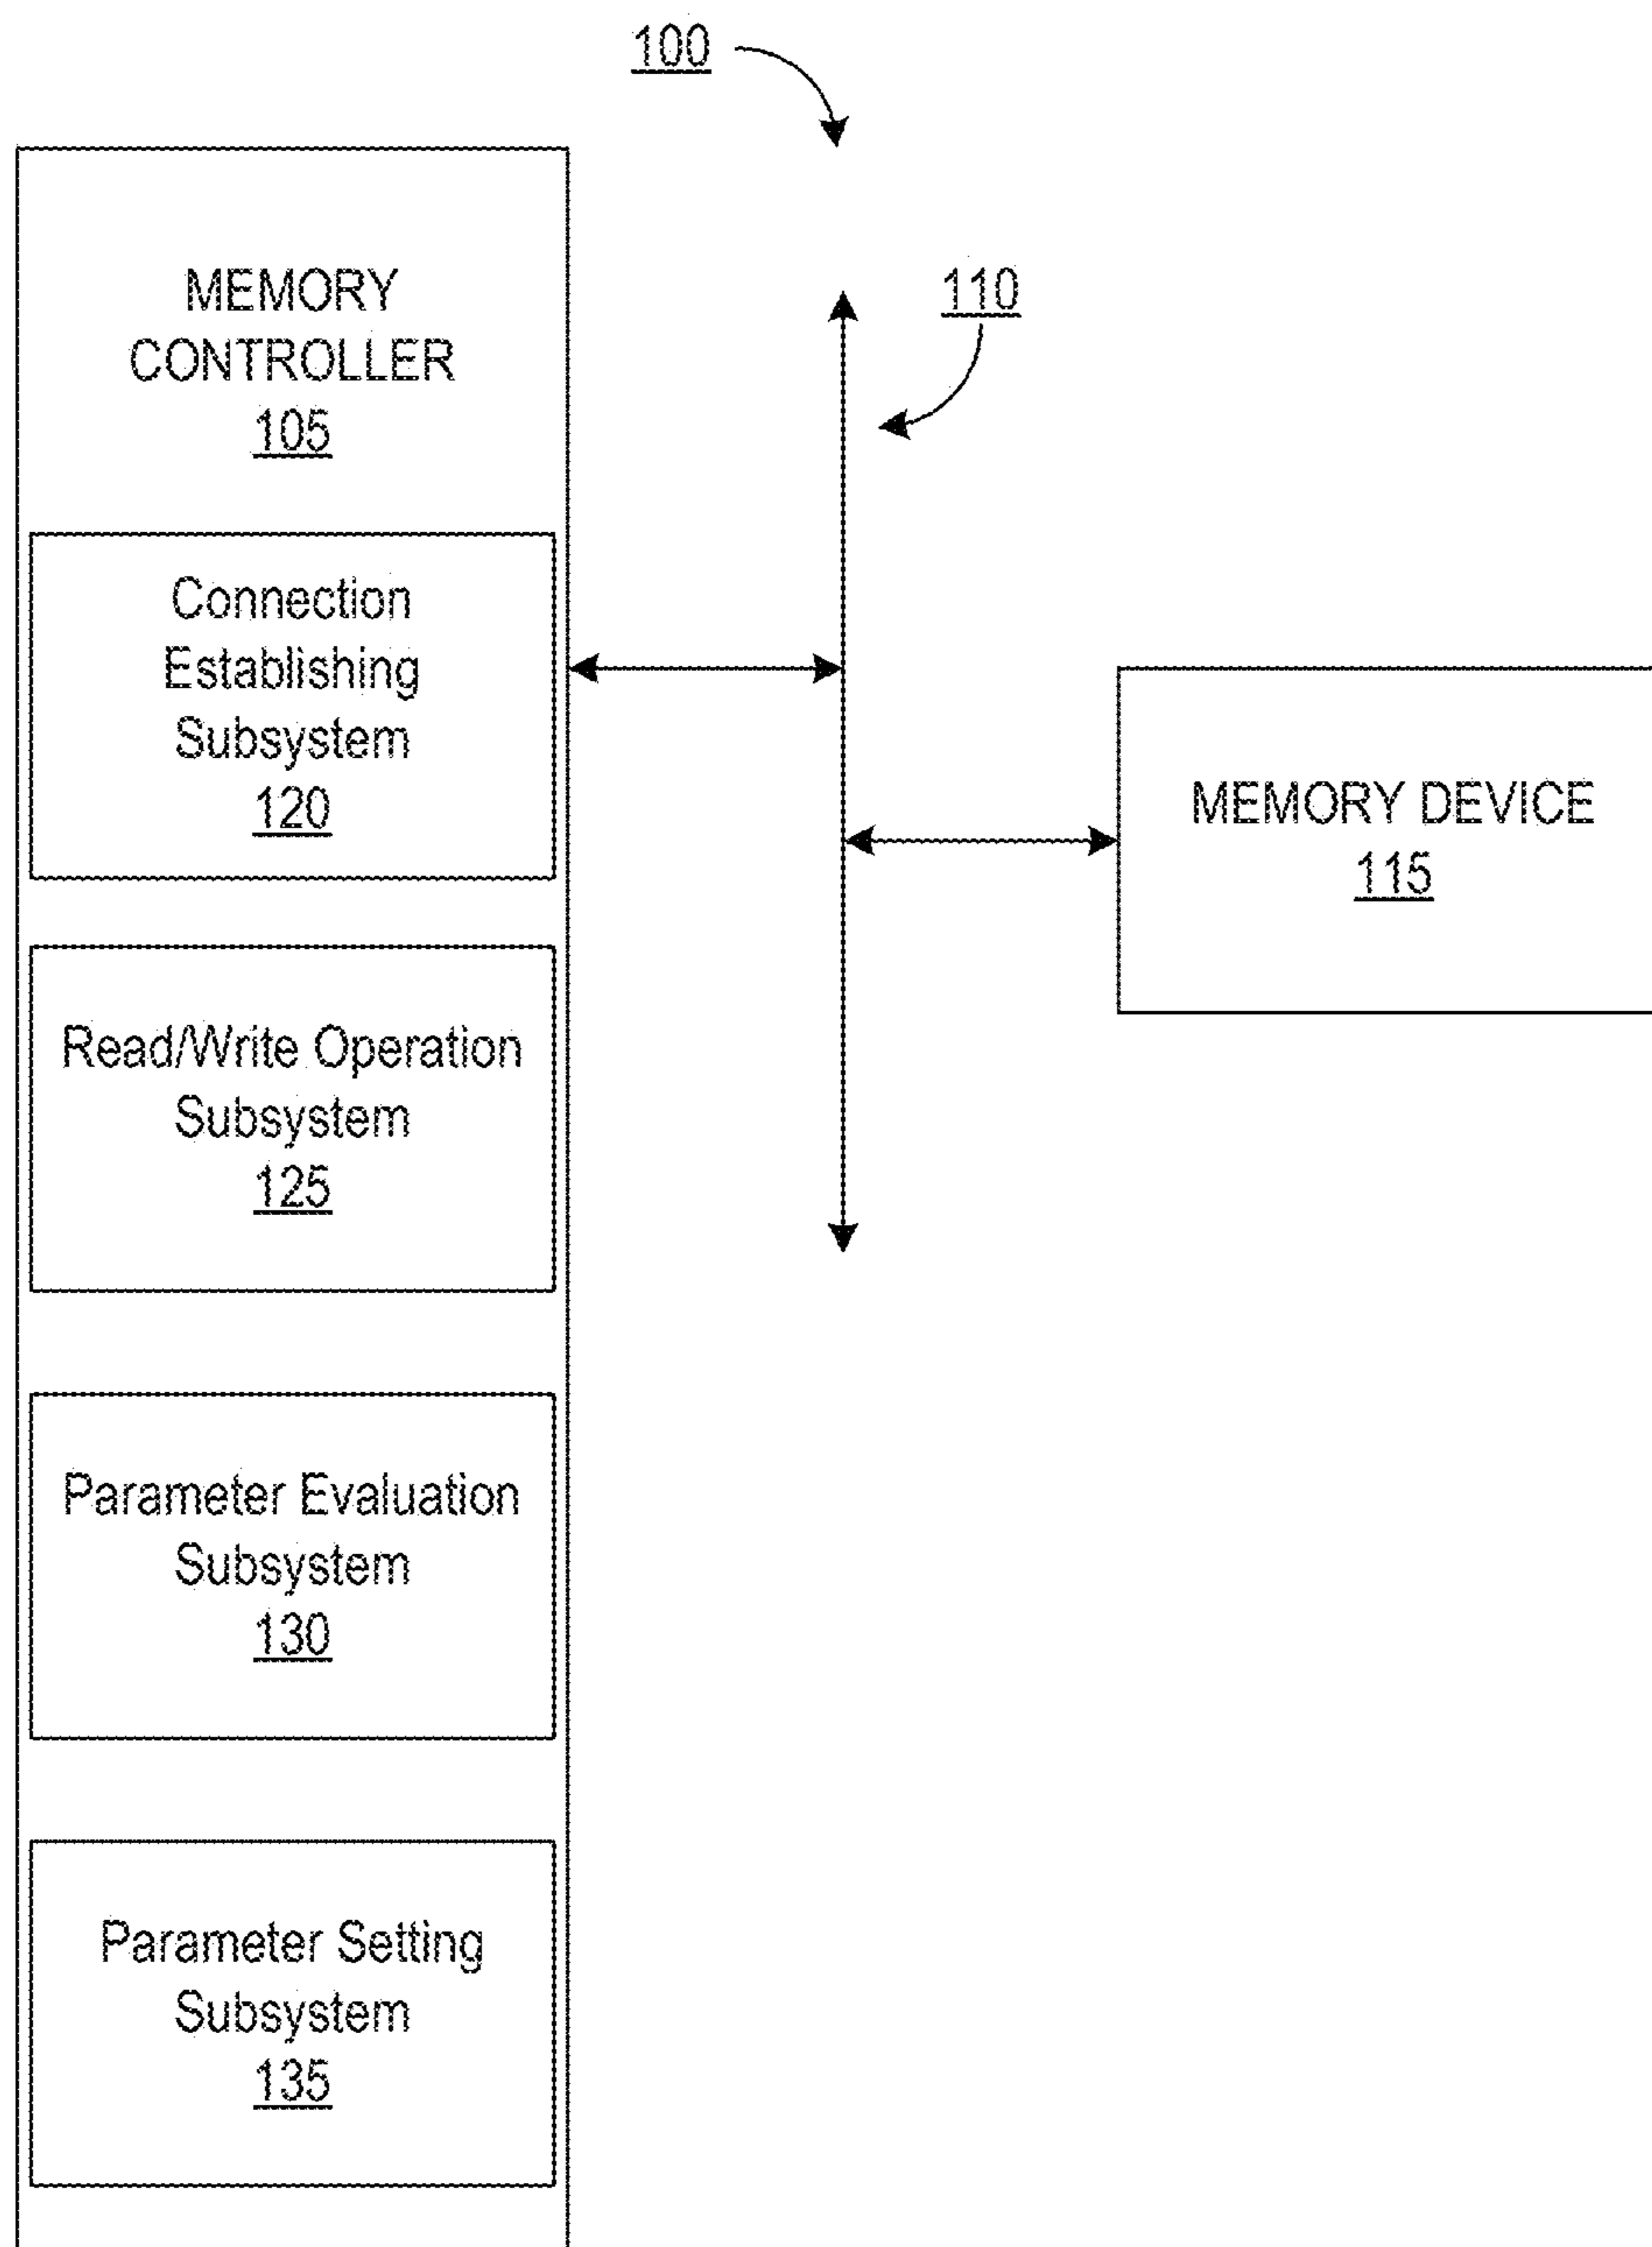 100
110
MEMORY
CONTROLLER
105
Connection
Establishing
Subsystem
120
MEMORY DEVICE
115
Read/Write Operation
Subsystem
125
Parameter Evaluation
Subsystem
130
Parameter Setting
Subsystem
135